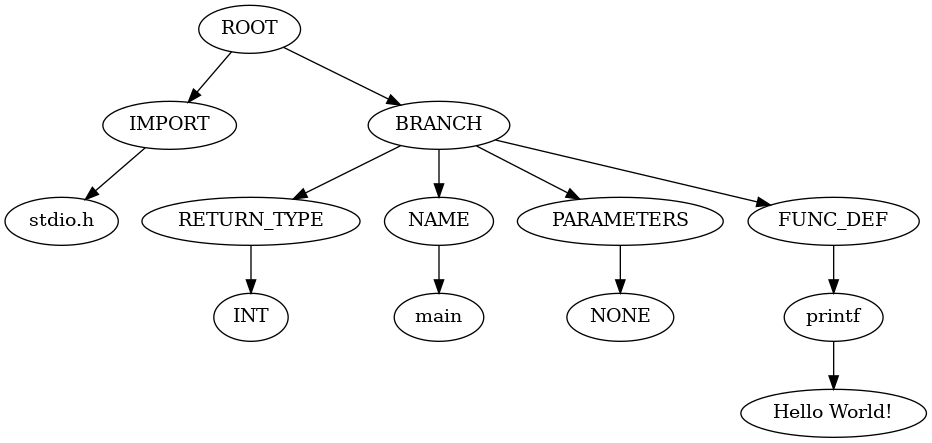 ROOT
IMPORT
BRANCH
stdio.h
RETURN_TYPE
NAME
PARAMETERS
FUNC_DEF
INT
main
NONE
printf
Hello World!